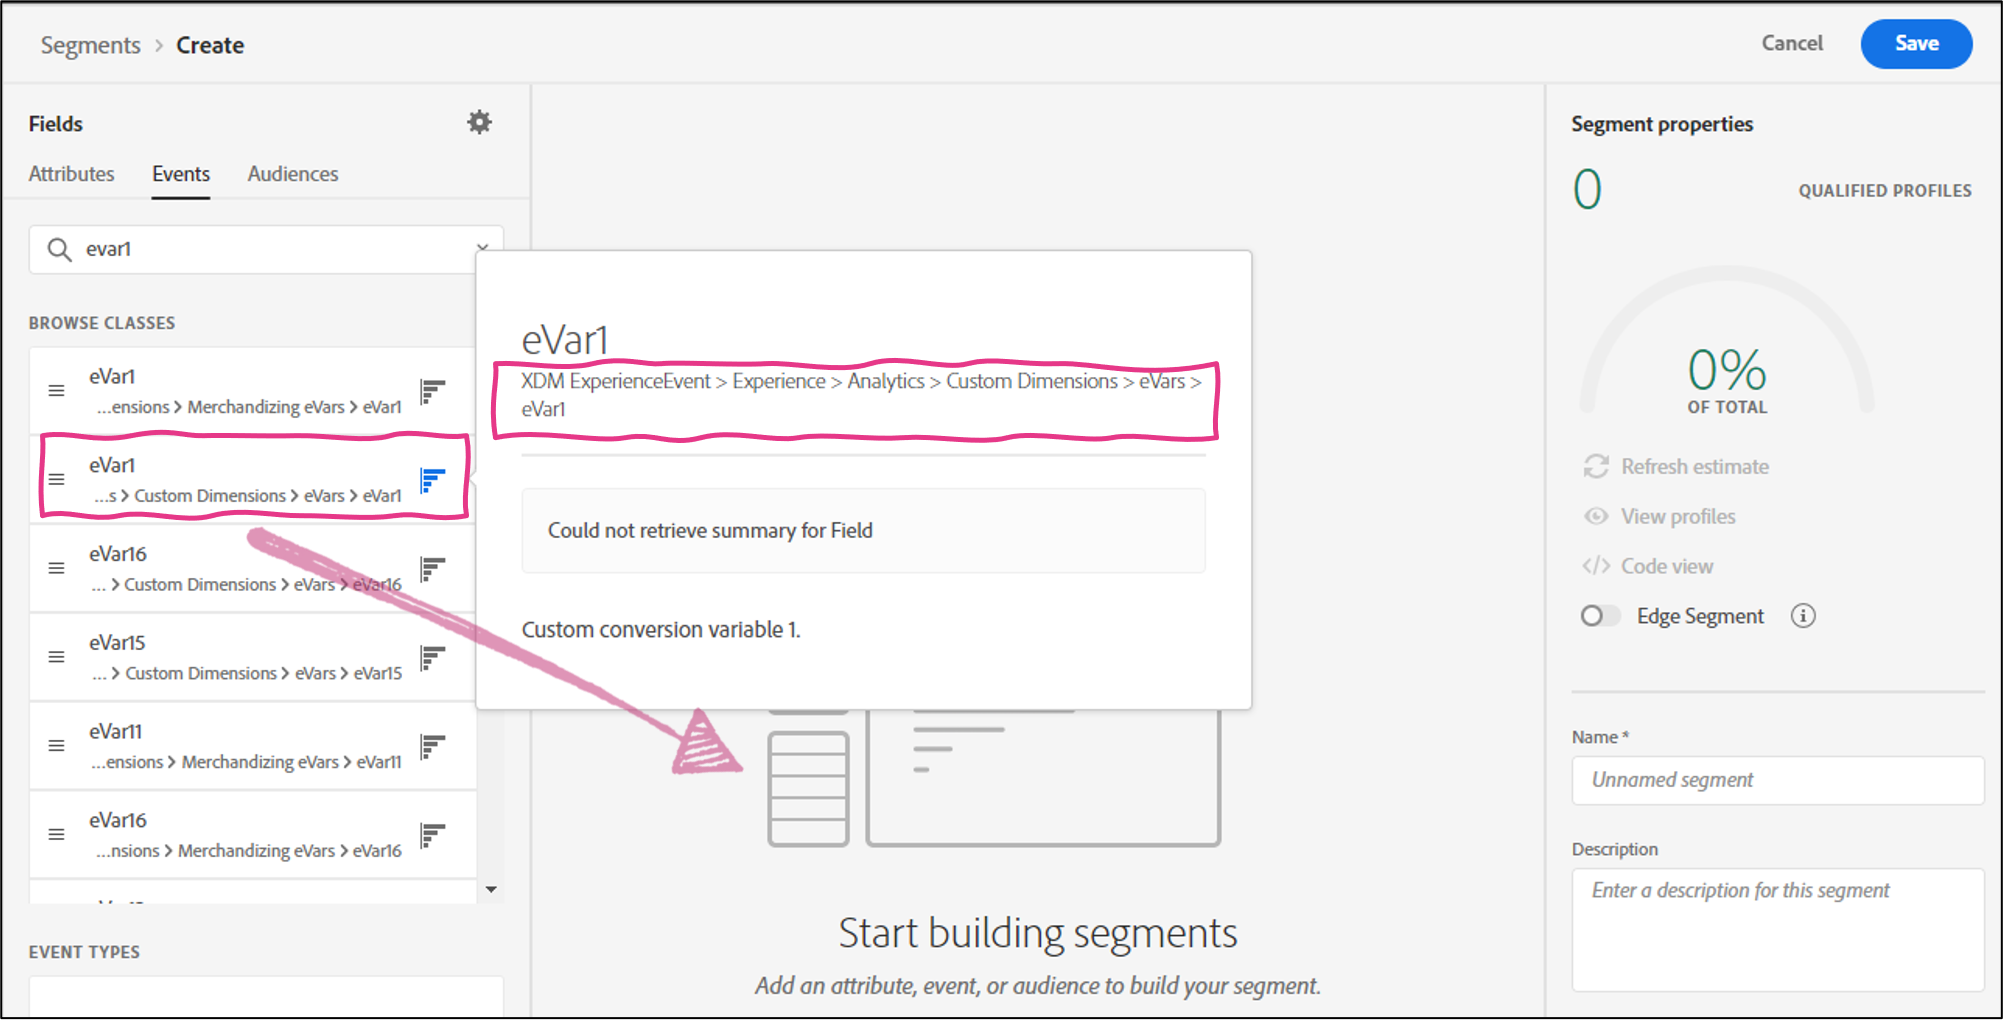 Segments > Create
Cancel
Save
Fields
Attributes
Events
Audiences
evar1
BROWSE CLASSES
eVar1
...ensions > Merchandizing eVars > eVar1
eVar1
...s > Custom Dimensions > eVars > eVar1
eVar16
... > Custom Dimensions > eVars > eVar16
eVar15
... > Custom Dimensions > eVars > eVar15
eVar11
...ensions > Merchandizing eVars > eVar11
eVar16
...nsions > Merchandizing eVars > eVar16
EVENT TYPES
eVar1
XDM ExperienceEvent > Experience > Analytics > Custom Dimensions > eVars >
eVar1
Could not retrieve summary for Field
Custom conversion variable 1.
Start building segments
Add an attribute, event, or audience to build your segment.
Segment properties
0
QUALIFIED PROFILES
0%
OF TOTAL
Refresh estimate
View profiles
Code view
Edge Segment
Name *
Unnamed segment
Description
Enter a description for this segment